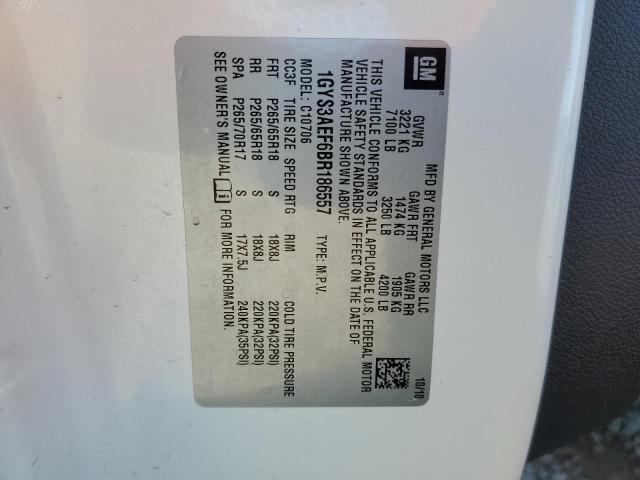 GM
MFD BY GENERAL MOTORS LLC 10/10
GVWR GAWR FRT GAWR RR
3221 KG 1474 KG 1905 KG
7100 LB 3250 LB 4200 LB
THIS VEHICLE CONFORMS TO ALL APPLICABLE U.S. FEDERAL MOTOR
VEHICLE SAFETY STANDARDS IN EFFECT ON THE DATE OF
MANUFACTURE SHOWN ABOVE.
1GYS3AEF6BR186557 TYPE: M.P.V.
MODEL: C10706
CC3F TIRE SIZE SPEED RTG RIM COLD TIRE PRESSURE
FRT P265/65R18 S 18X8J 220KPA(32PSI)
RR P265/65R18 S 18X8J 220KPA(32PSI)
SPA P265/70R17 S 17X7.5J 240KPA(35PSI)
SEE OWNER'S MANUAL FOR MORE INFORMATION.